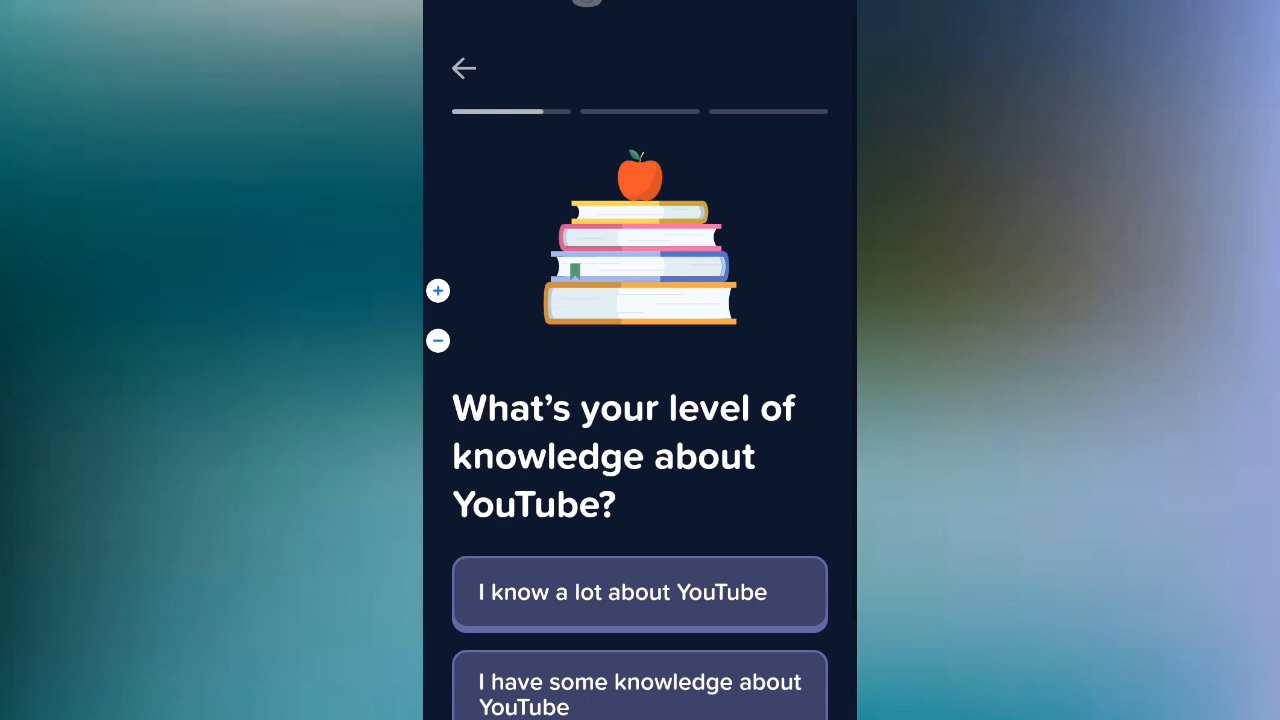 What’s your level of
knowledge about
YouTube?
I know a lot about YouTube
I have some knowledge about
YouTube